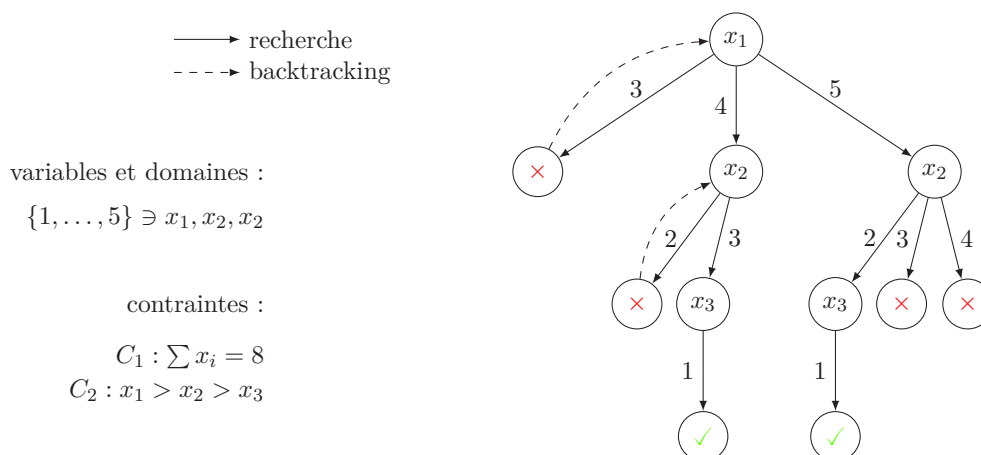 recherche
backtracking
variables et domaines :
{1, . . . , 5} ∋ x₁, x₂, x₂
contraintes :
C₁ : ∑ xᵢ = 8
C₂ : x₁ > x₂ > x₃
x₁
3
4
5
×
x₂
x₂
2
3
2
3
4
×
x₃
x₃
×
×
1
1
✓
✓